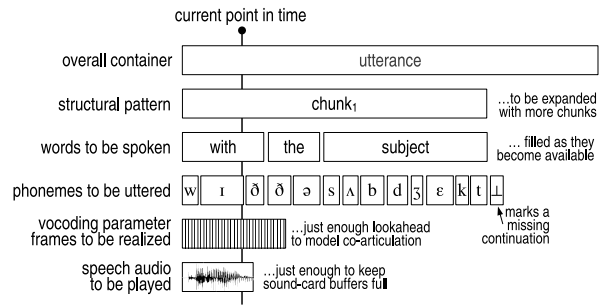 current point in time
overall container
utterance
structural pattern
chunk₁
...to be expanded
with more chunks
words to be spoken
with the subject
... filled as they
become available
phonemes to be uttered
w ɪ ð ð ə s ʌ b d ʒ ɛ k t ⊥
marks a
missing
continuation
vocoding parameter
frames to be realized
...just enough lookahead
to model co-articulation
speech audio
to be played
...just enough to keep
sound-card buffers full